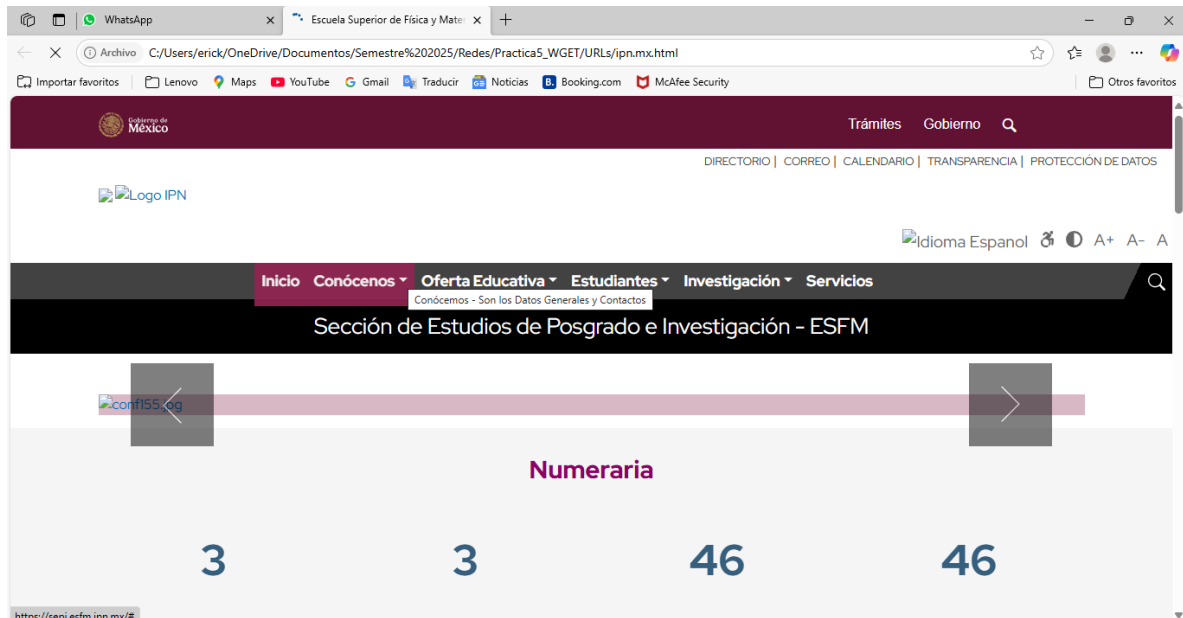 WhatsApp
Escuela Superior de Física y Mate
Archivo C:/Users/erick/OneDrive/Documentos/Semestre%202025/Redes/Practica5_WGET/URLs/ipn.mx.html
Importar favoritos Lenovo Maps YouTube Gmail Traducir Noticias B. Booking.com McAfee Security Otros favoritos
Gobierno de
México
Trámites Gobierno
DIRECTORIO | CORREO | CALENDARIO | TRANSPARENCIA | PROTECCIÓN DE DATOS
Logo IPN
Idioma Espanol A+ A- A
Inicio Conócenos Oferta Educativa Estudiantes Investigación Servicios
Conócemos - Son los Datos Generales y Contactos
Sección de Estudios de Posgrado e Investigación - ESFM
conf155.jpg
Numeraria
3 3 46 46
https://sepi.esfm.ipn.mx/#